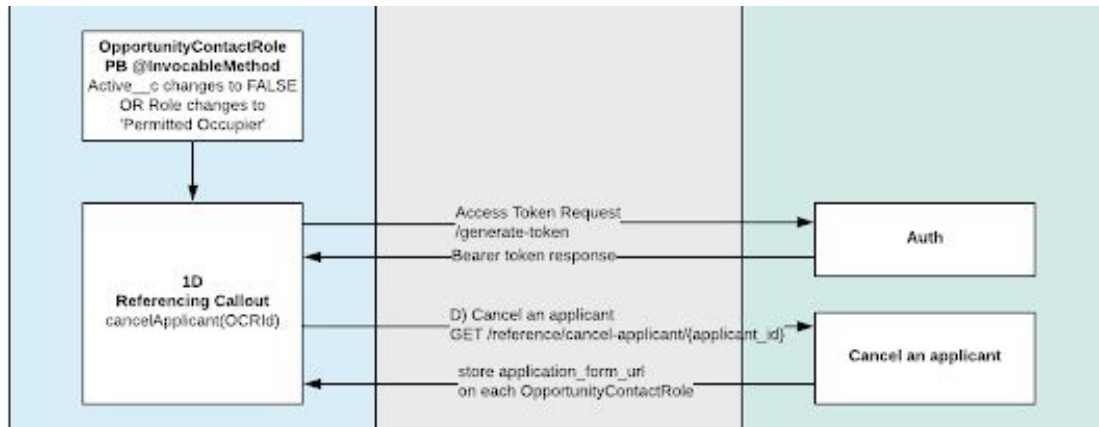 OpportunityContactRole
PB @InvocableMethod
Active__c changes to FALSE
OR Role changes to
'Permitted Occupier'
Access Token Request
/generate-token
Bearer token response
Auth
1D
Referencing Callout
cancelApplicant(OCRId)
D) Cancel an applicant
GET /reference/cancel-applicant/{applicant_id}
Cancel an applicant
store application_form_url
on each OpportunityContactRole